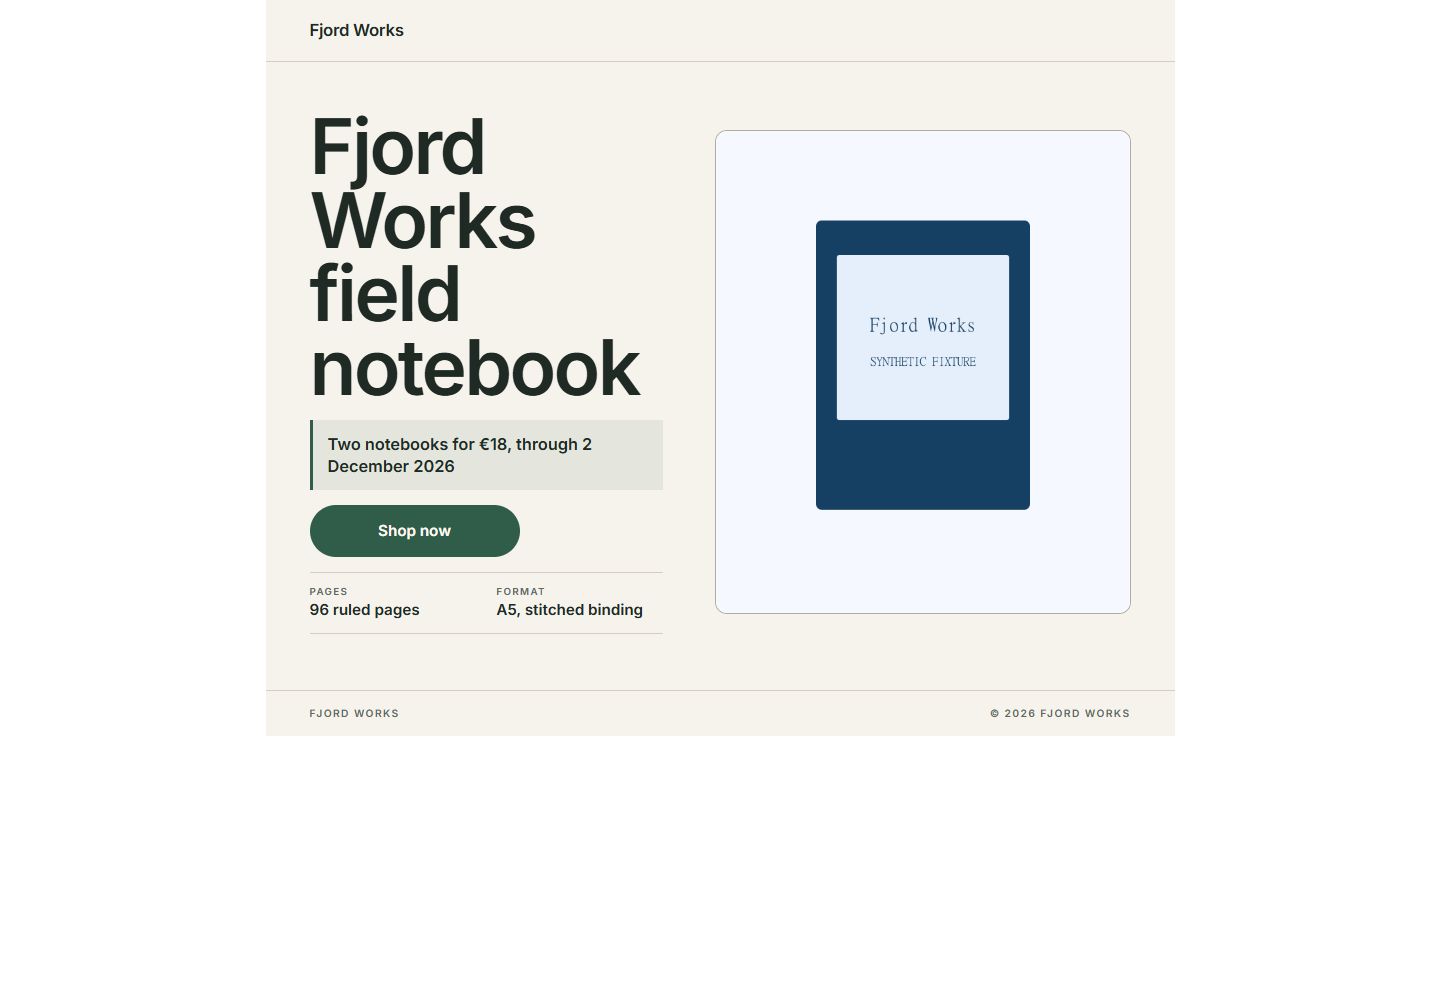 Fjord Works
Fjord
Works
field
notebook
Two notebooks for €18, through 2
December 2026
Shop now
PAGES
96 ruled pages
FORMAT
A5, stitched binding
Fjord Works
SYNTHETIC FIXTURE
FJORD WORKS
© 2026 FJORD WORKS